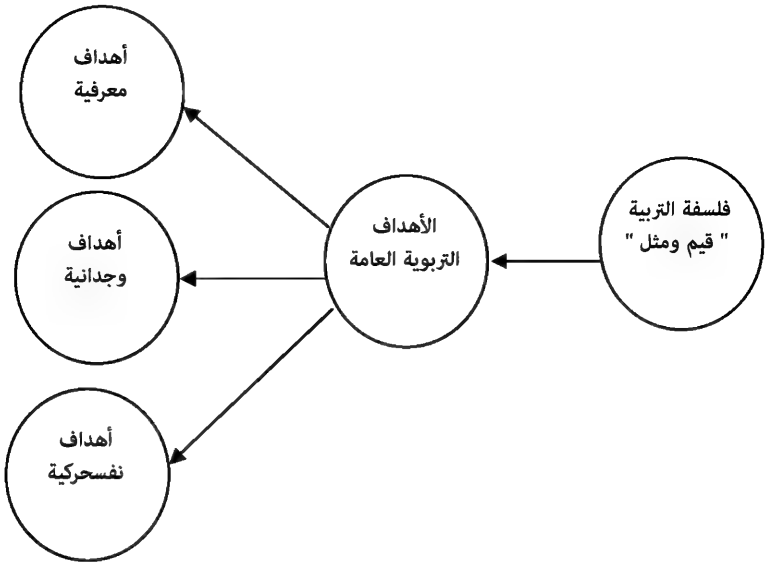 فلسفة التربية
" قيم ومثل "
الأهداف
التربوية العامة
أهداف
معرفية
أهداف
وجدانية
أهداف
نفسحركية